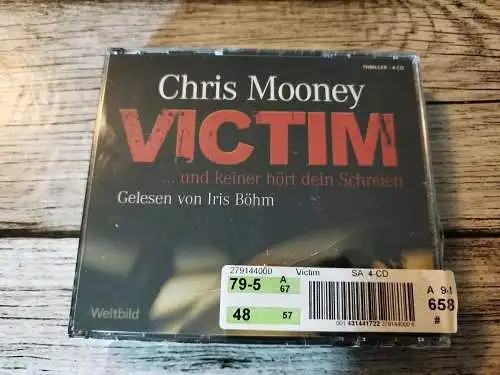 THRILLER · 4 CD
Chris Mooney
VICTIM
... und keiner hört dein Schreien
Gelesen von Iris Böhm
279144000 Victim SA 4-CD
79-5 A 67
48 57
A 9-1
658
#
Weltbild